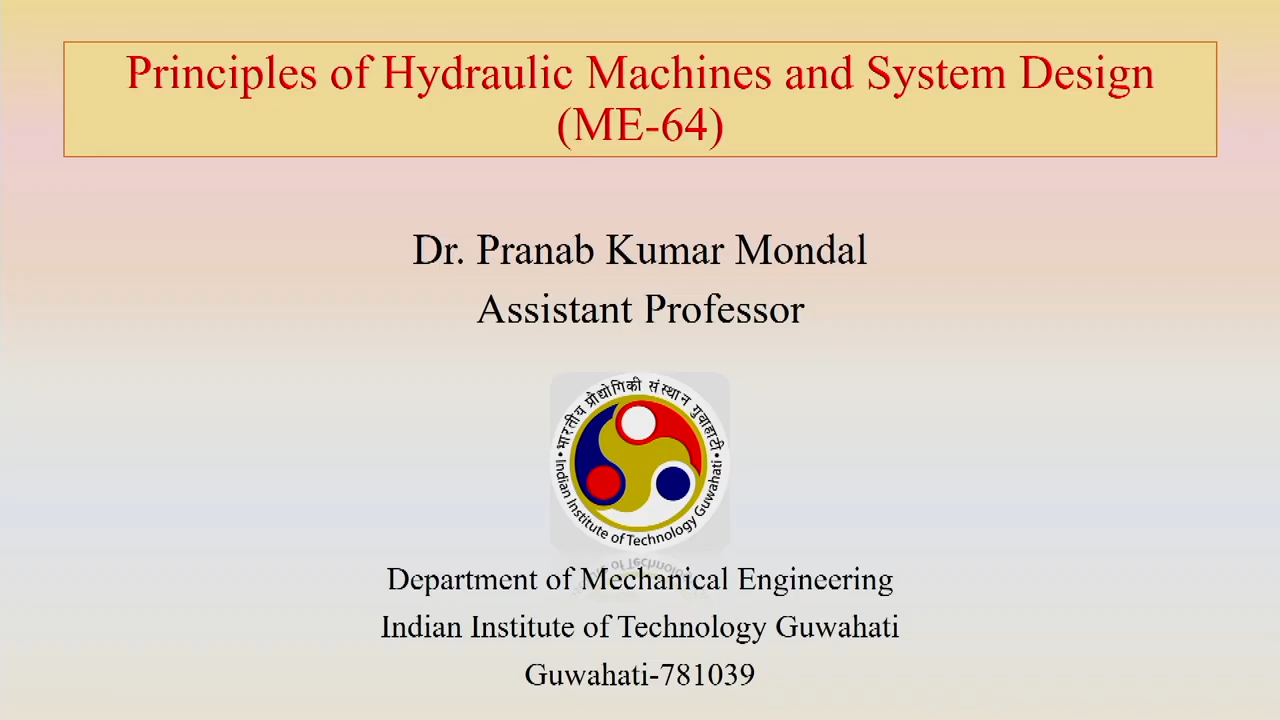 Principles of Hydraulic Machines and System Design
(ME-64)
Dr. Pranab Kumar Mondal
Assistant Professor
भारतीय प्रौद्योगिकी संस्थान गुवाहाटी
Indian Institute of Technology Guwahati
Department of Mechanical Engineering
Indian Institute of Technology Guwahati
Guwahati-781039